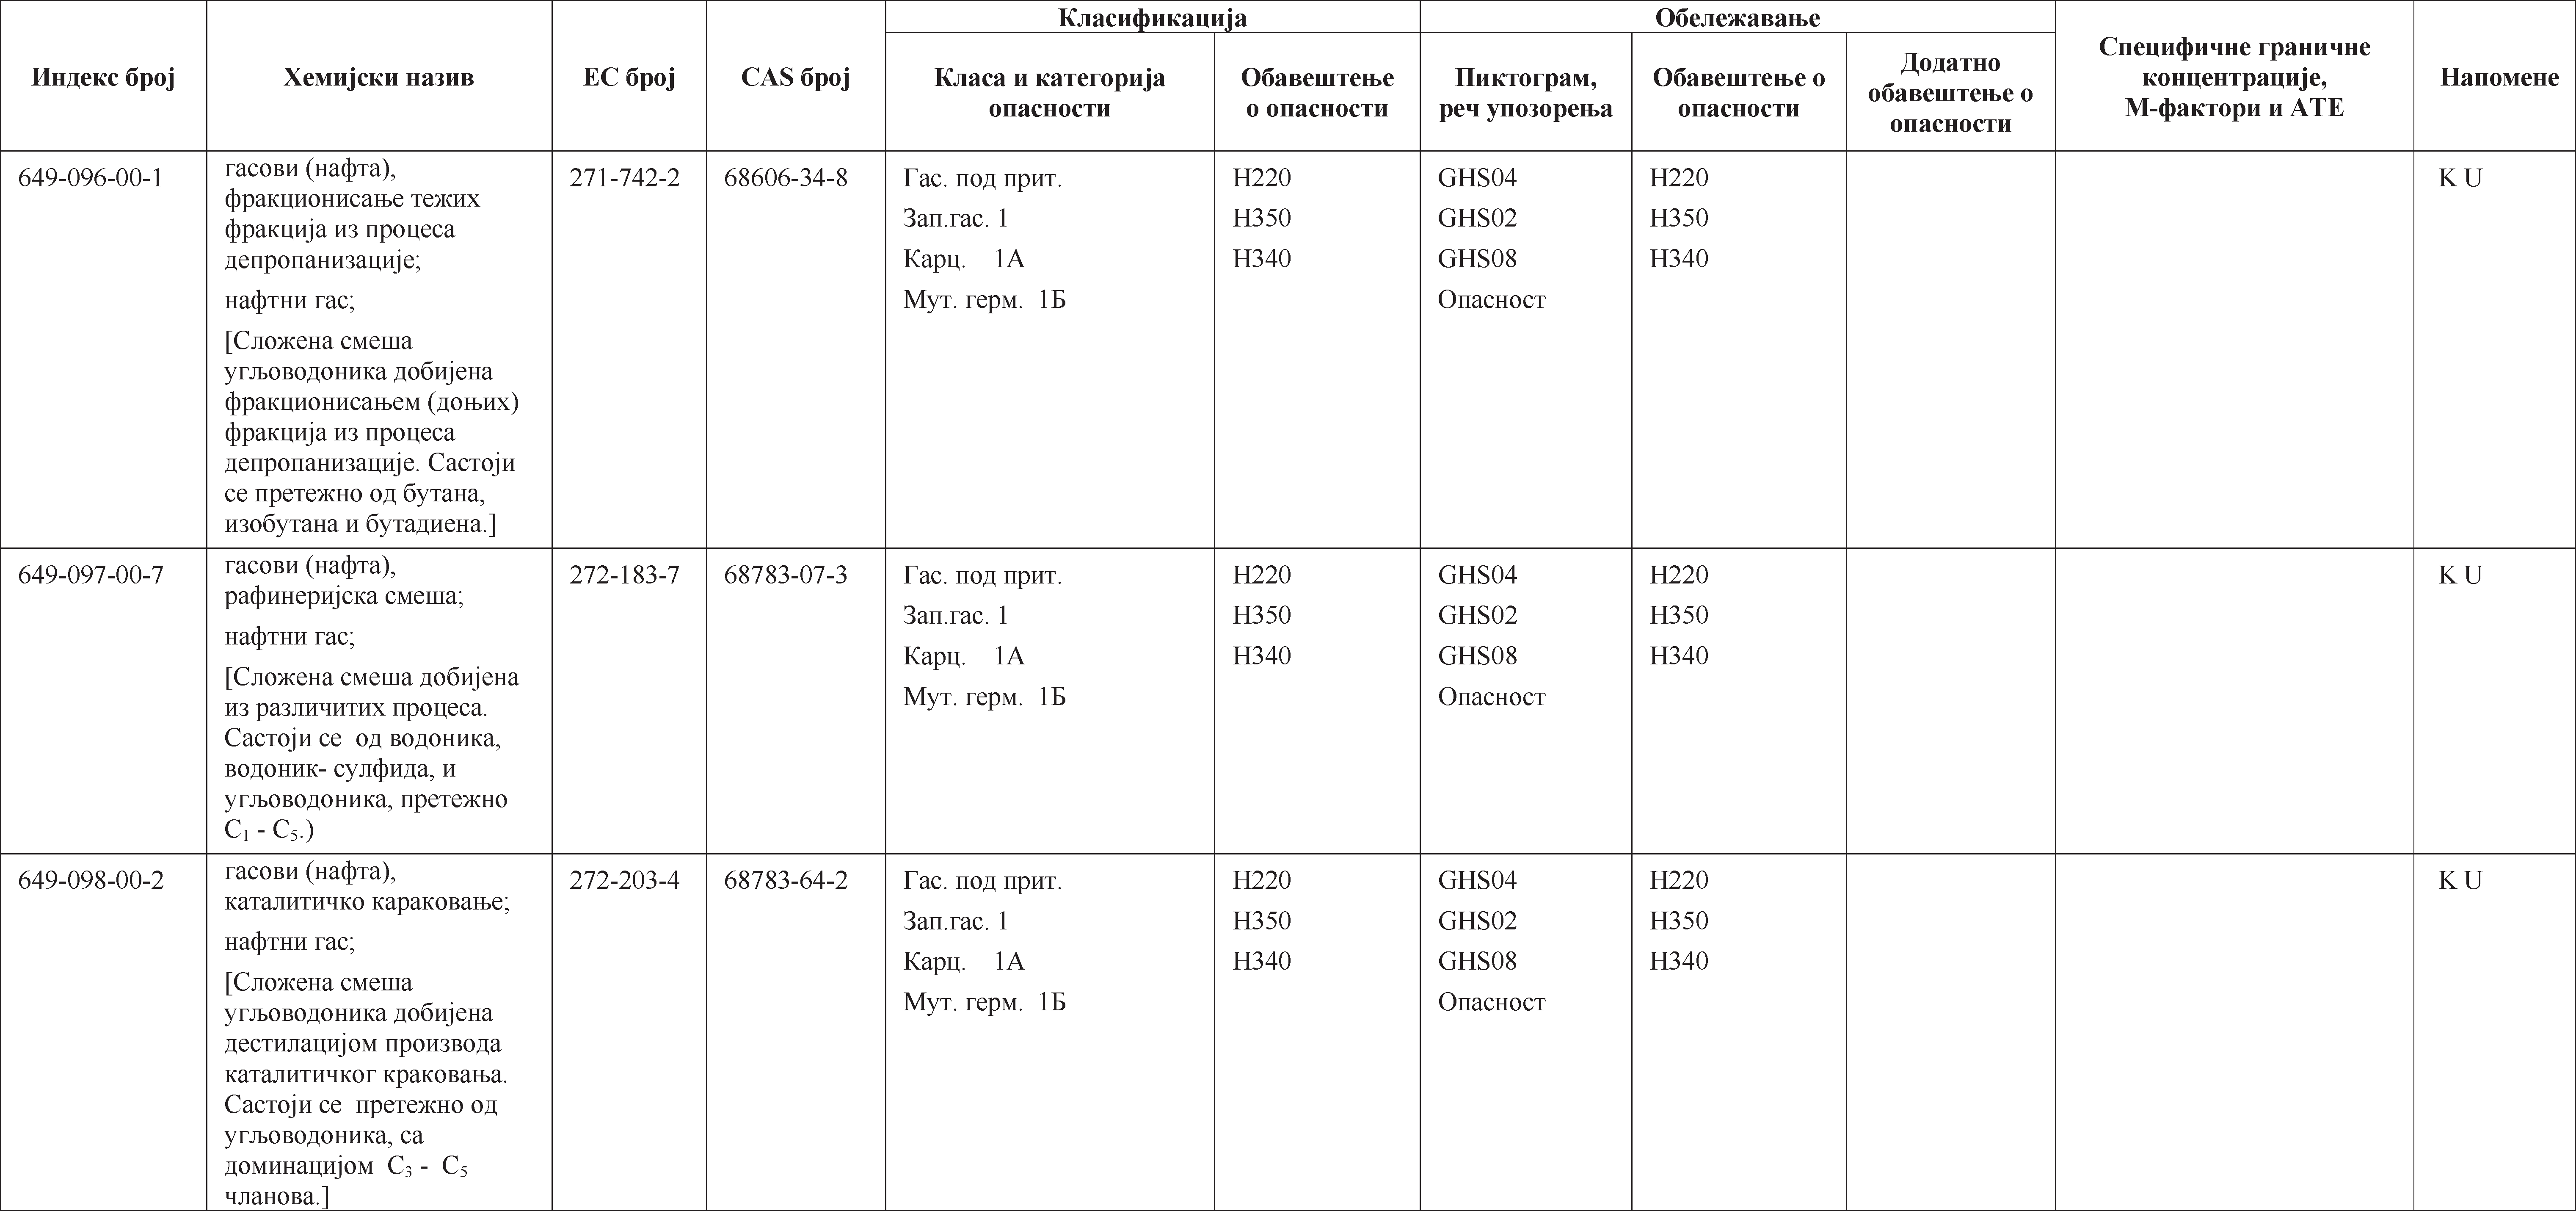 Класификација
Обележавање
Индекс број
Хемијски назив
ЕС број
CAS број
Класа и категорија
опасности
Обавештење
о опасности
Пиктограм,
реч упозорења
Обавештење о
опасности
Додатно
обавештење о
опасности
Специфичне граничне
концентрације,
М-фактори и АТЕ
Напомене
649-096-00-1
гасови (нафта),
фракционисање тежих
фракција из процеса
депропанизације;
нафтни гас;
[Сложена смеша
угљоводоника добијена
фракционисањем (доњих)
фракција из процеса
депропанизације. Састоји
се претежно од бутана,
изобутана и бутадиена.]
271-742-2
68606-34-8
Гас. под прит.
Зап.гас. 1
Карц. 1А
Мут. герм. 1Б
H220
H350
H340
GHS04
GHS02
GHS08
Опасност
H220
H350
H340
K U
649-097-00-7
гасови (нафта),
рафинеријска смеша;
нафтни гас;
[Сложена смеша добијена
из различитих процеса.
Састоји се од водоника,
водоник- сулфида, и
угљоводоника, претежно
C₁ - C₅.)
272-183-7
68783-07-3
Гас. под прит.
Зап.гас. 1
Карц. 1А
Мут. герм. 1Б
H220
H350
H340
GHS04
GHS02
GHS08
Опасност
H220
H350
H340
K U
649-098-00-2
гасови (нафта),
каталитичко караковање;
нафтни гас;
[Сложена смеша
угљоводоника добијена
дестилацијом производа
каталитичког краковања.
Састоји се претежно од
угљоводоника, са
доминацијом C₃ - C₅
чланова.]
272-203-4
68783-64-2
Гас. под прит.
Зап.гас. 1
Карц. 1А
Мут. герм. 1Б
H220
H350
H340
GHS04
GHS02
GHS08
Опасност
H220
H350
H340
K U